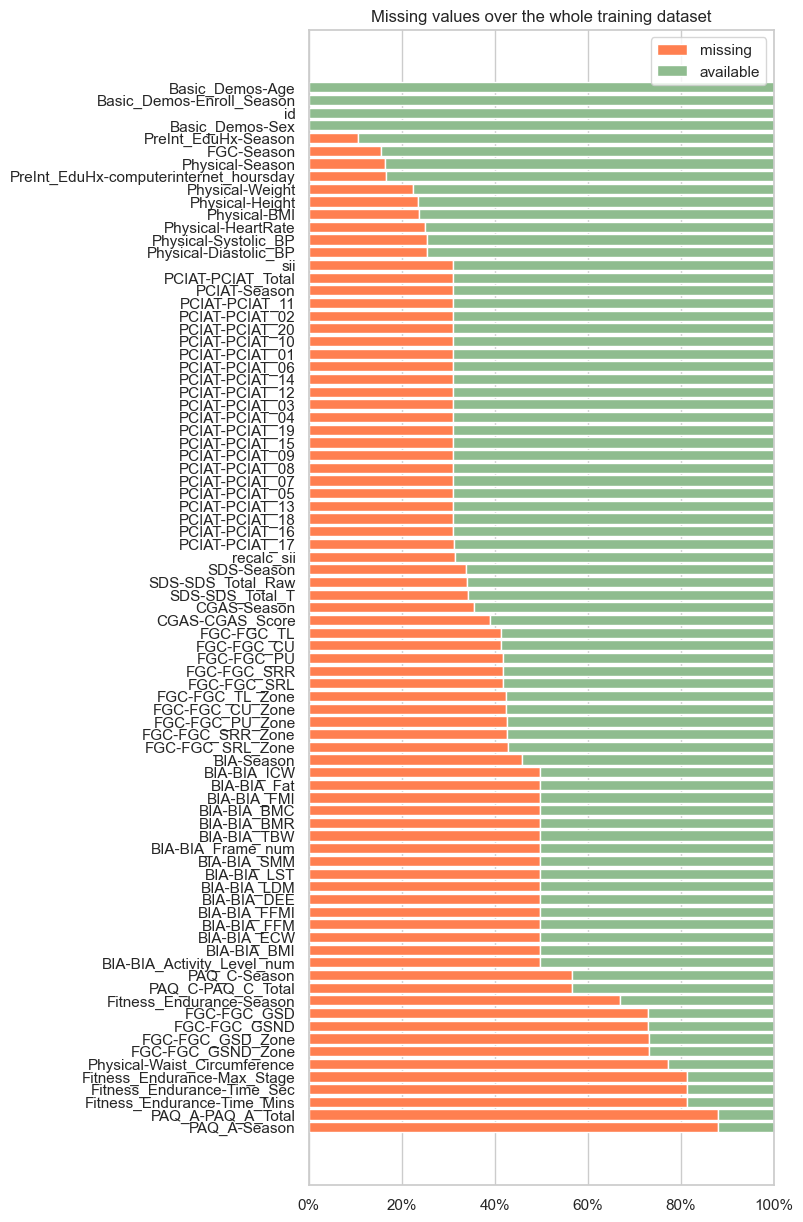 Missing values over the whole training dataset
missing
available
Basic_Demos-Age
Basic_Demos-Enroll_Season
id
Basic_Demos-Sex
PreInt_EduHx-Season
FGC-Season
Physical-Season
PreInt_EduHx-computerinternet_hoursday
Physical-Weight
Physical-Height
Physical-BMI
Physical-HeartRate
Physical-Systolic_BP
Physical-Diastolic_BP
sii
PCIAT-PCIAT_Total
PCIAT-Season
PCIAT-PCIAT_11
PCIAT-PCIAT_02
PCIAT-PCIAT_20
PCIAT-PCIAT_10
PCIAT-PCIAT_01
PCIAT-PCIAT_06
PCIAT-PCIAT_14
PCIAT-PCIAT_12
PCIAT-PCIAT_03
PCIAT-PCIAT_04
PCIAT-PCIAT_19
PCIAT-PCIAT_15
PCIAT-PCIAT_09
PCIAT-PCIAT_08
PCIAT-PCIAT_07
PCIAT-PCIAT_05
PCIAT-PCIAT_13
PCIAT-PCIAT_18
PCIAT-PCIAT_16
PCIAT-PCIAT_17
recalc_sii
SDS-Season
SDS-SDS_Total_Raw
SDS-SDS_Total_T
CGAS-Season
CGAS-CGAS_Score
FGC-FGC_TL
FGC-FGC_CU
FGC-FGC_PU
FGC-FGC_SRR
FGC-FGC_SRL
FGC-FGC_TL_Zone
FGC-FGC_CU_Zone
FGC-FGC_PU_Zone
FGC-FGC_SRR_Zone
FGC-FGC_SRL_Zone
BIA-Season
BIA-BIA_ICW
BIA-BIA_Fat
BIA-BIA_FMI
BIA-BIA_BMC
BIA-BIA_BMR
BIA-BIA_TBW
BIA-BIA_Frame_num
BIA-BIA_SMM
BIA-BIA_LST
BIA-BIA_LDM
BIA-BIA_DEE
BIA-BIA_FFMI
BIA-BIA_FFM
BIA-BIA_ECW
BIA-BIA_BMI
BIA-BIA_Activity_Level_num
PAQ_C-Season
PAQ_C-PAQ_C_Total
Fitness_Endurance-Season
FGC-FGC_GSD
FGC-FGC_GSND
FGC-FGC_GSD_Zone
FGC-FGC_GSND_Zone
Physical-Waist_Circumference
Fitness_Endurance-Max_Stage
Fitness_Endurance-Time_Sec
Fitness_Endurance-Time_Mins
PAQ_A-PAQ_A_Total
PAQ_A-Season
0% 20% 40% 60% 80% 100%